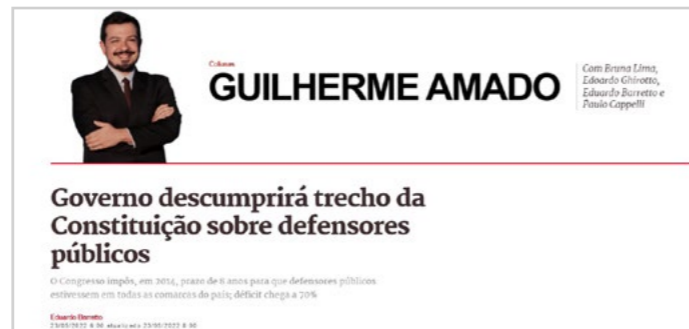 Colunas
GUILHERME AMADO
Com Bruna Lima,
Edoardo Ghirotto,
Eduardo Barretto e
Paulo Cappelli
Governo descumprirá trecho da
Constituição sobre defensores
públicos
O Congresso impôs, em 2014, prazo de 8 anos para que defensores públicos
estivessem em todas as comarcas do país; déficit chega a 70%
Eduardo Barretto